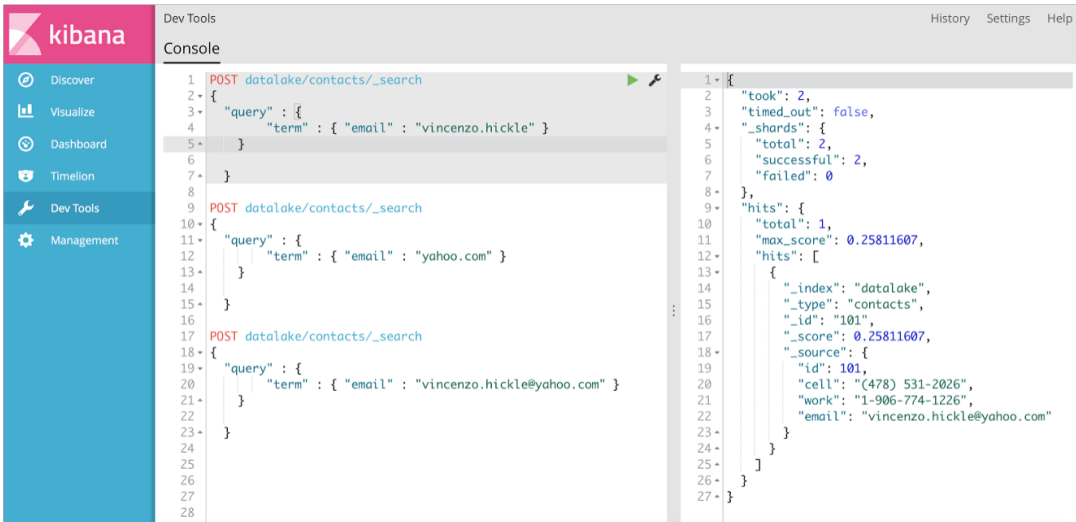 kibana
Discover
Visualize
Dashboard
Timelion
Dev Tools
Management
Dev Tools
History Settings Help
Console
1 POST datalake/contacts/_search
2 {
3 "query" : {
4 "term" : { "email" : "vincenzo.hickle" }
5 }
6
7 }
8
9 POST datalake/contacts/_search
10 {
11 "query" : {
12 "term" : { "email" : "yahoo.com" }
13 }
14
15 }
16
17 POST datalake/contacts/_search
18 {
19 "query" : {
20 "term" : { "email" : "vincenzo.hickle@yahoo.com" }
21 }
22
23 }
24
25
26
27
28
1 {
2 "took": 2,
3 "timed_out": false,
4 "_shards": {
5 "total": 2,
6 "successful": 2,
7 "failed": 0
8 },
9 "hits": {
10 "total": 1,
11 "max_score": 0.25811607,
12 "hits": [
13 {
14 "_index": "datalake",
15 "_type": "contacts",
16 "_id": "101",
17 "_score": 0.25811607,
18 "_source": {
19 "id": 101,
20 "cell": "(478) 531-2026",
21 "work": "1-906-774-1226",
22 "email": "vincenzo.hickle@yahoo.com"
23 }
24 }
25 ]
26 }
27 }